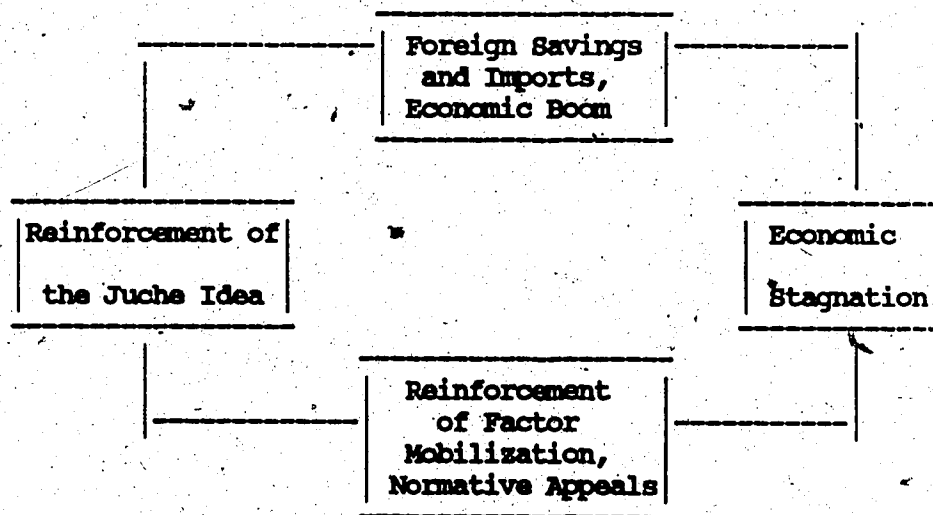 Foreign Savings
and Imports,
Economic Boom
Reinforcement of
the Juche Idea
Economic
Stagnation
Reinforcement
of Factor
Mobilization,
Normative Appeals